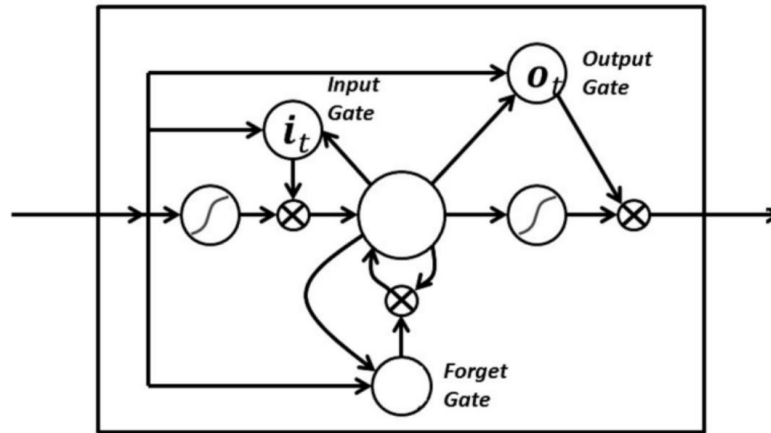 Input
Gate
i_t
o_t
Output
Gate
Forget
Gate